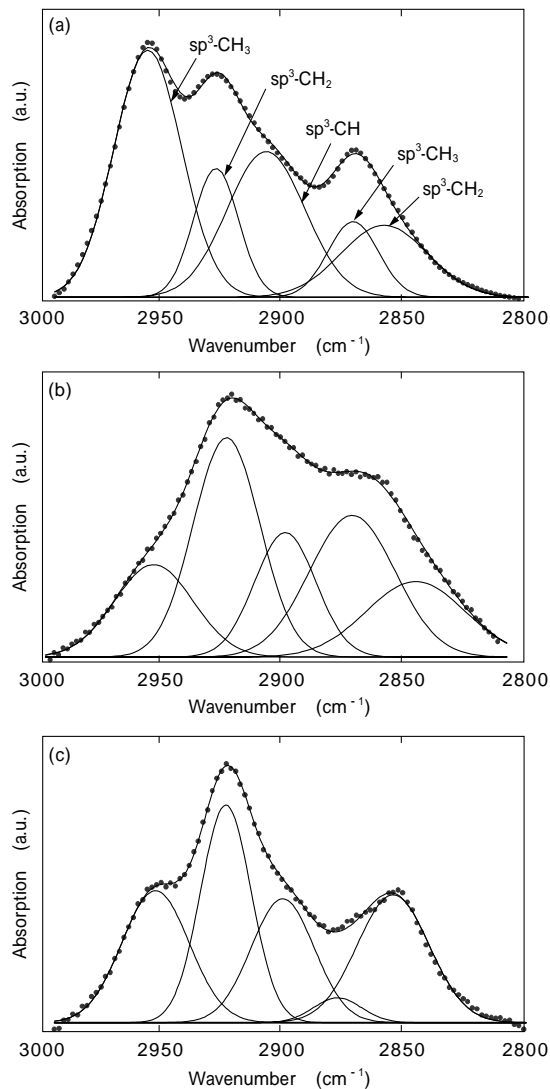 (a)
sp³-CH₃
sp³-CH₂
sp³-CH
sp³-CH₃
sp³-CH₂
Absorption (a.u.)
3000 2950 2900 2850 2800
Wavenumber (cm⁻¹)
(b)
Absorption (a.u.)
3000 2950 2900 2850 2800
Wavenumber (cm⁻¹)
(c)
Absorption (a.u.)
3000 2950 2900 2850 2800
Wavenumber (cm⁻¹)